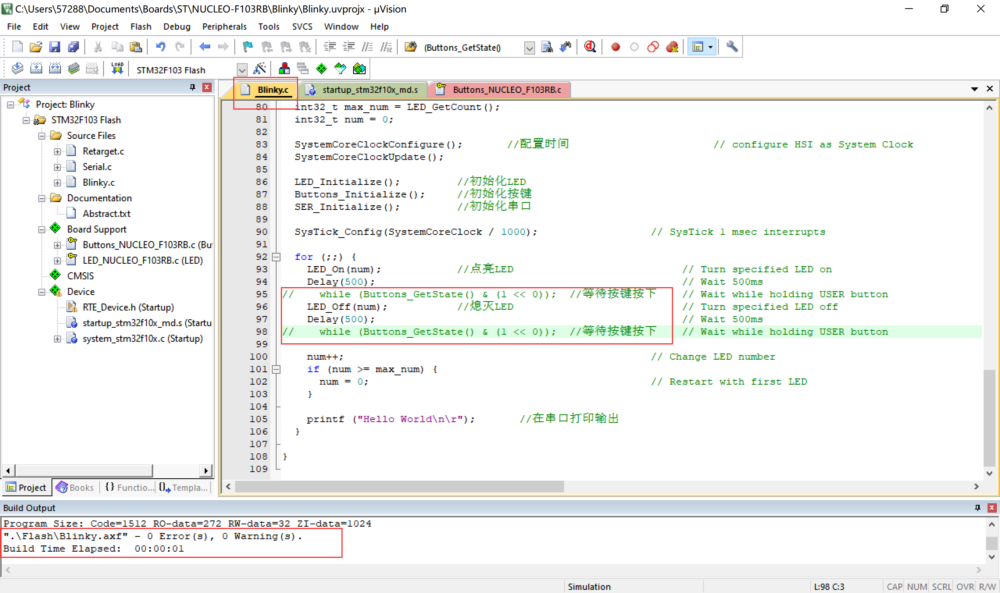 C:\Users\57288\Documents\Boards\ST\NUCLEO-F103RB\Blinky\Blinky.uvprojx - µVision
File Edit View Project Flash Debug Peripherals Tools SVCS Window Help
(Buttons_GetState()
LOAD
STM32F103 Flash
Project
Project: Blinky
STM32F103 Flash
Source Files
Retarget.c
Serial.c
Blinky.c
Documentation
Abstract.txt
Board Support
Buttons_NUCLEO_F103RB.c (Bu
LED_NUCLEO_F103RB.c (LED)
CMSIS
Device
RTE_Device.h (Startup)
startup_stm32f10x_md.s (Startu
system_stm32f10x.c (Startup)
Project Books {} Functio... Templa...
Blinky.c startup_stm32f10x_md.s Buttons_NUCLEO_F103RB.c
80 int32_t max_num = LED_GetCount();
81 int32_t num = 0;
82
83 SystemCoreClockConfigure(); //配置时间 // configure HSI as System Clock
84 SystemCoreClockUpdate();
85
86 LED_Initialize(); //初始化LED
87 Buttons_Initialize(); //初始化按键
88 SER_Initialize(); //初始化串口
89
90 SysTick_Config(SystemCoreClock / 1000); // SysTick 1 msec interrupts
91
92 for (;;) {
93 LED_On(num); //点亮LED // Turn specified LED on
94 Delay(500); // Wait 500ms
95 // while (Buttons_GetState() & (1 << 0)); //等待按键按下 // Wait while holding USER button
96 LED_Off(num); //熄灭LED // Turn specified LED off
97 Delay(500); // Wait 500ms
98 // while (Buttons_GetState() & (1 << 0)); //等待按键按下 // Wait while holding USER button
99
100 num++; // Change LED number
101 if (num >= max_num) {
102 num = 0; // Restart with first LED
103 }
104
105 printf ("Hello World\n\r"); //在串口打印输出
106 }
107
108 }
109
Build Output
Program Size: Code=1512 RO-data=272 RW-data=32 ZI-data=1024
".\Flash\Blinky.axf" - 0 Error(s), 0 Warning(s).
Build Time Elapsed: 00:00:01
Simulation L:98 C:3 CAP NUM SCRL OVR R/W